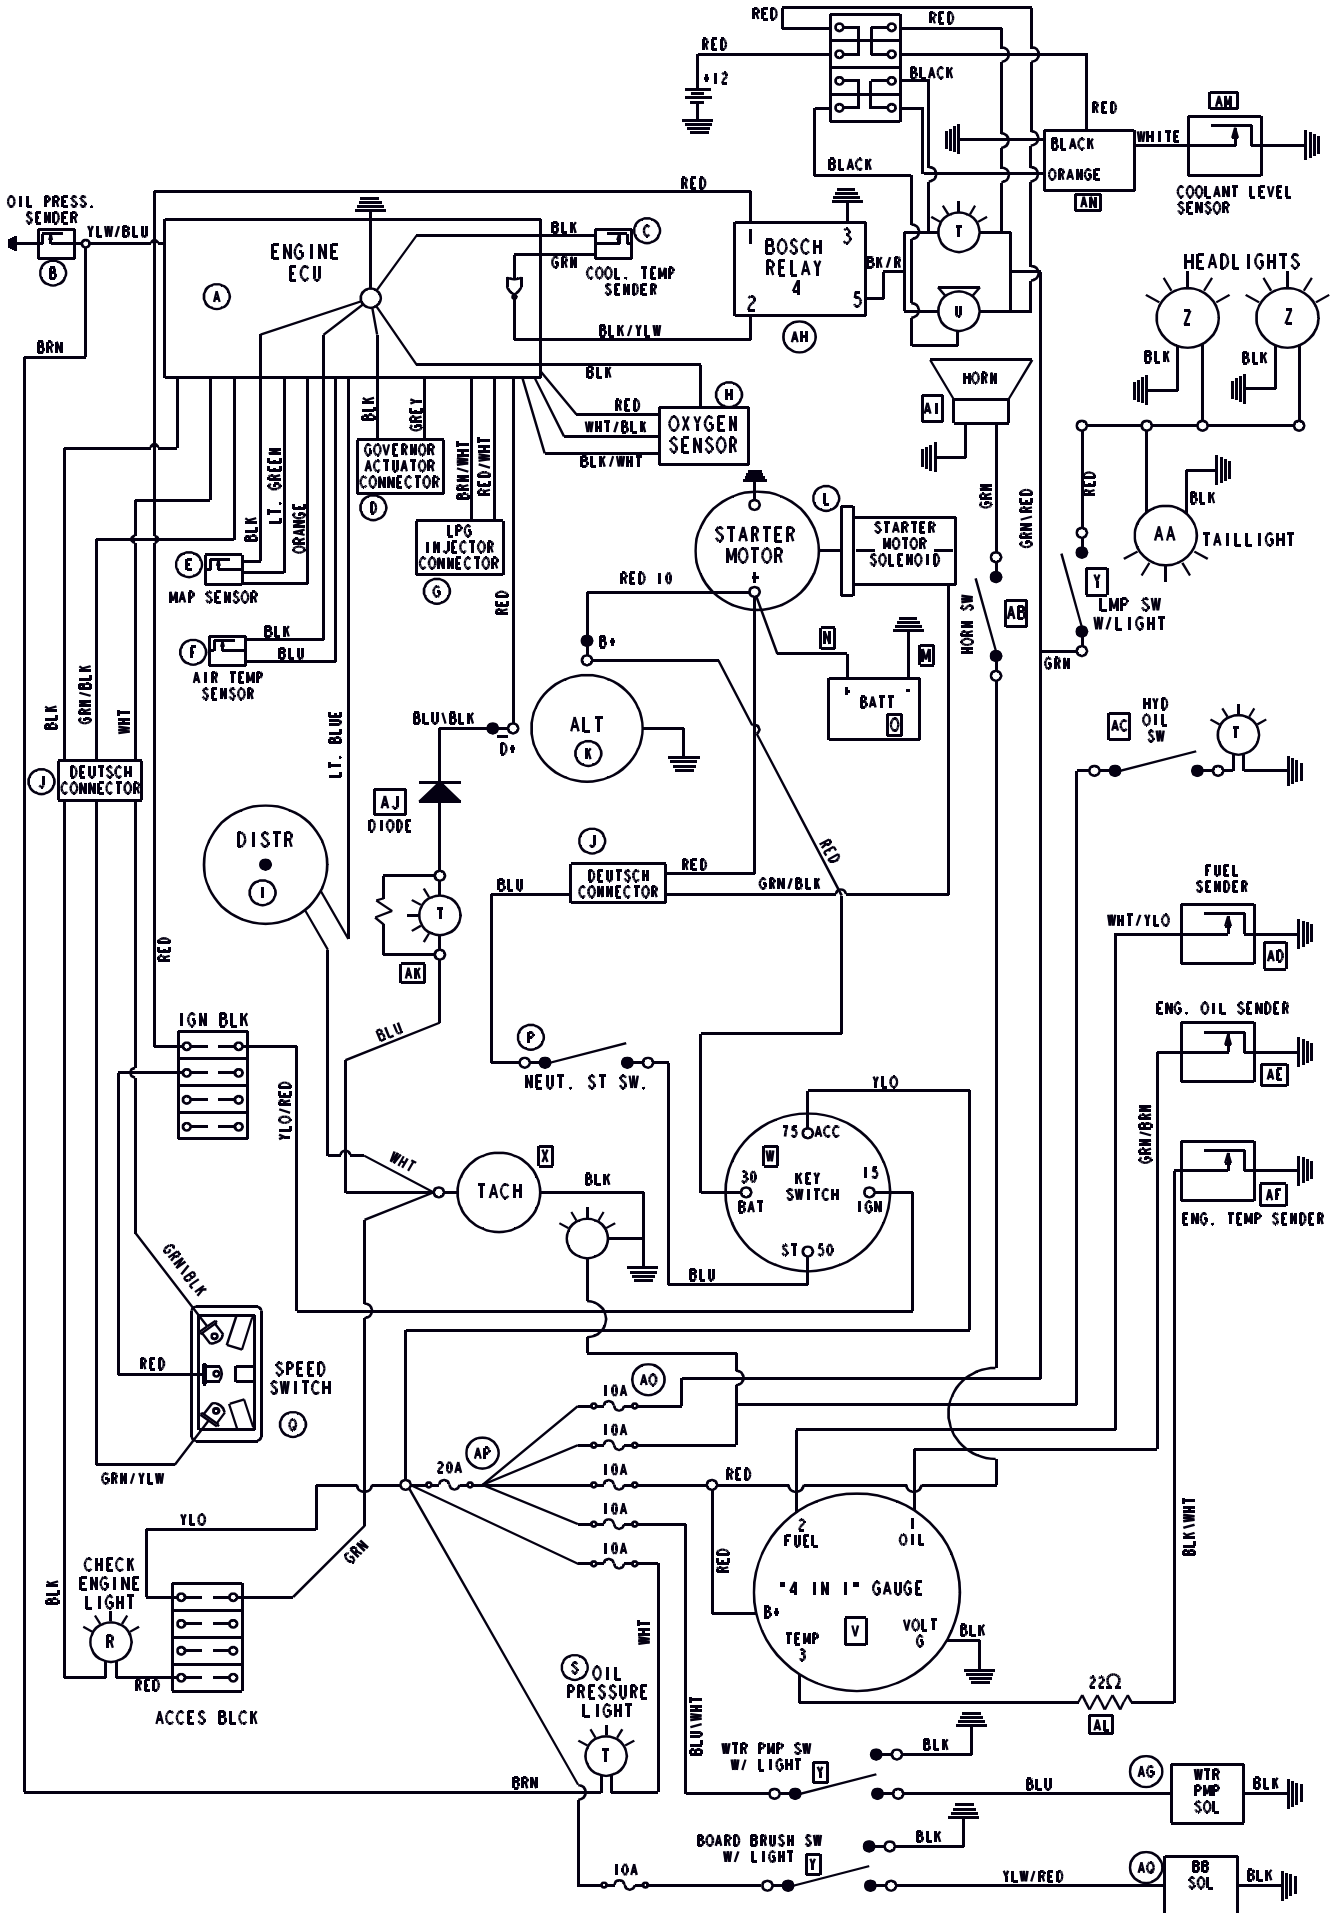 RED
RED
RED
+12
BLACK
RED
AM
BLACK
WHITE
ORANGE
AN
COOLANT LEVEL
SENSOR
BLACK
RED
OIL PRESS.
SENDER
YLW/BLU
B
ENGINE
ECU
A
BLK
C
GRN
COOL. TEMP
SENDER
1
3
BOSCH
RELAY
4
2
5
BK/R
AH
T
U
BLK/YLW
HEADLIGHTS
Z
Z
BLK
BLK
BRN
BLK
H
RED
WHT/BLK
BLK/WHT
OXYGEN
SENSOR
HORN
AI
BLK
GREY
GOVERNOR
ACTUATOR
CONNECTOR
D
BRN/WHT
RED/WHT
BLK
LT. GREEN
ORANGE
LPG
INJECTOR
CONNECTOR
G
E
MAP SENSOR
BLK
BLU
F
AIR TEMP
SENSOR
STARTER
MOTOR
+
L
STARTER
MOTOR
SOLENOID
RED 10
RED
GRN
GRN\RED
RED
BLK
AA
TAILLIGHT
Y
LMP SW
W/LIGHT
HORN SW
AB
GRN
N
M
+
-
BATT
O
B+
ALT
K
BLU\BLK
D+
BLK
GRN/BLK
WHT
LT. BLUE
J
DEUTSCH
CONNECTOR
AC
HYD
OIL
SW
T
AJ
DIODE
DISTR
I
T
AK
J
DEUTSCH
CONNECTOR
BLU
RED
GRN/BLK
RED
FUEL
SENDER
WHT/YLO
AD
RED
IGN BLK
BLU
P
NEUT. ST SW.
ENG. OIL SENDER
AE
YLO
YLO/RED
GRN/BRN
75
ACC
W
KEY
SWITCH
30
BAT
15
IGN
ST
50
AF
ENG. TEMP SENDER
WHT
TACH
X
BLK
BLU
GRN\BLK
RED
SPEED
SWITCH
Q
GRN/YLW
10A
AO
10A
AP
20A
10A
RED
10A
10A
YLO
GRN
2
FUEL
1
OIL
"4 IN 1" GAUGE
B+
TEMP
3
V
VOLT
G
BLK
RED
BLK\WHT
CHECK
ENGINE
LIGHT
R
BLK
RED
ACCES BLCK
WHT
S
OIL
PRESSURE
LIGHT
T
BRN
22Ω
AL
BLU\WHT
WTR PMP SW
W/ LIGHT
Y
BLK
BLU
AG
WTR
PMP
SOL
BLK
BOARD BRUSH SW
W/ LIGHT
Y
BLK
10A
YLW/RED
AQ
BB
SOL
BLK